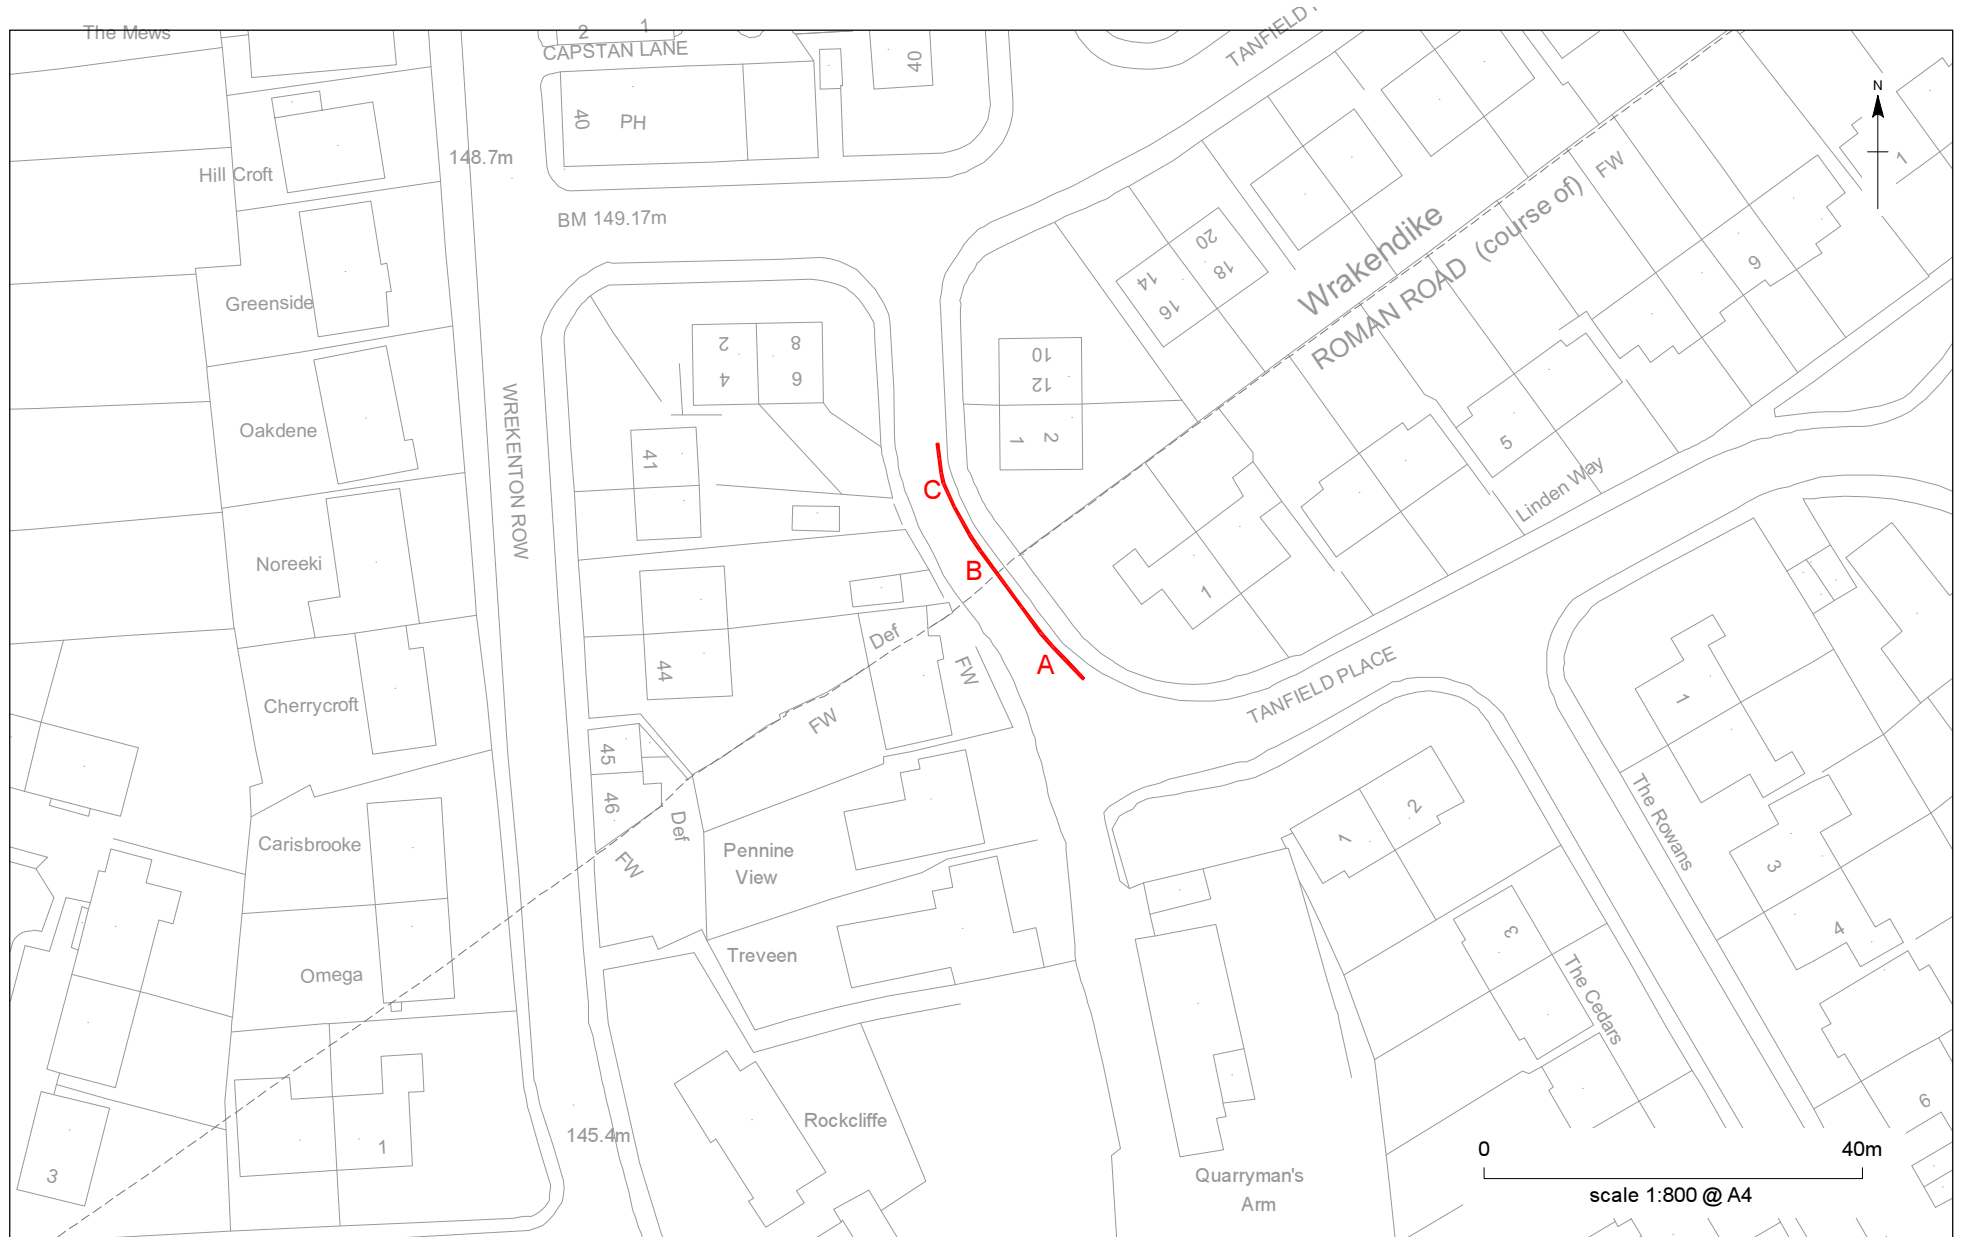 The Mews
2
1
CAPSTAN LANE
40
TANFIELD
N
40
PH
148.7m
Hill Croft
BM 149.17m
FW
1
Wrakendike
ROMAN ROAD (course of)
20
18
14
16
6
Greenside
2
8
4
6
10
12
1
2
Oakdene
41
WREKENTON ROW
5
Linden Way
C
B
A
Noreeki
1
44
Def
FW
FW
Cherrycroft
TANFIELD PLACE
1
45
46
Def
FW
The Rowans
Carisbrooke
Pennine
View
1
2
3
4
Omega
Treveen
3
The Cedars
1
3
145.4m
Rockcliffe
Quarryman's
Arm
6
0
40m
scale 1:800 @ A4